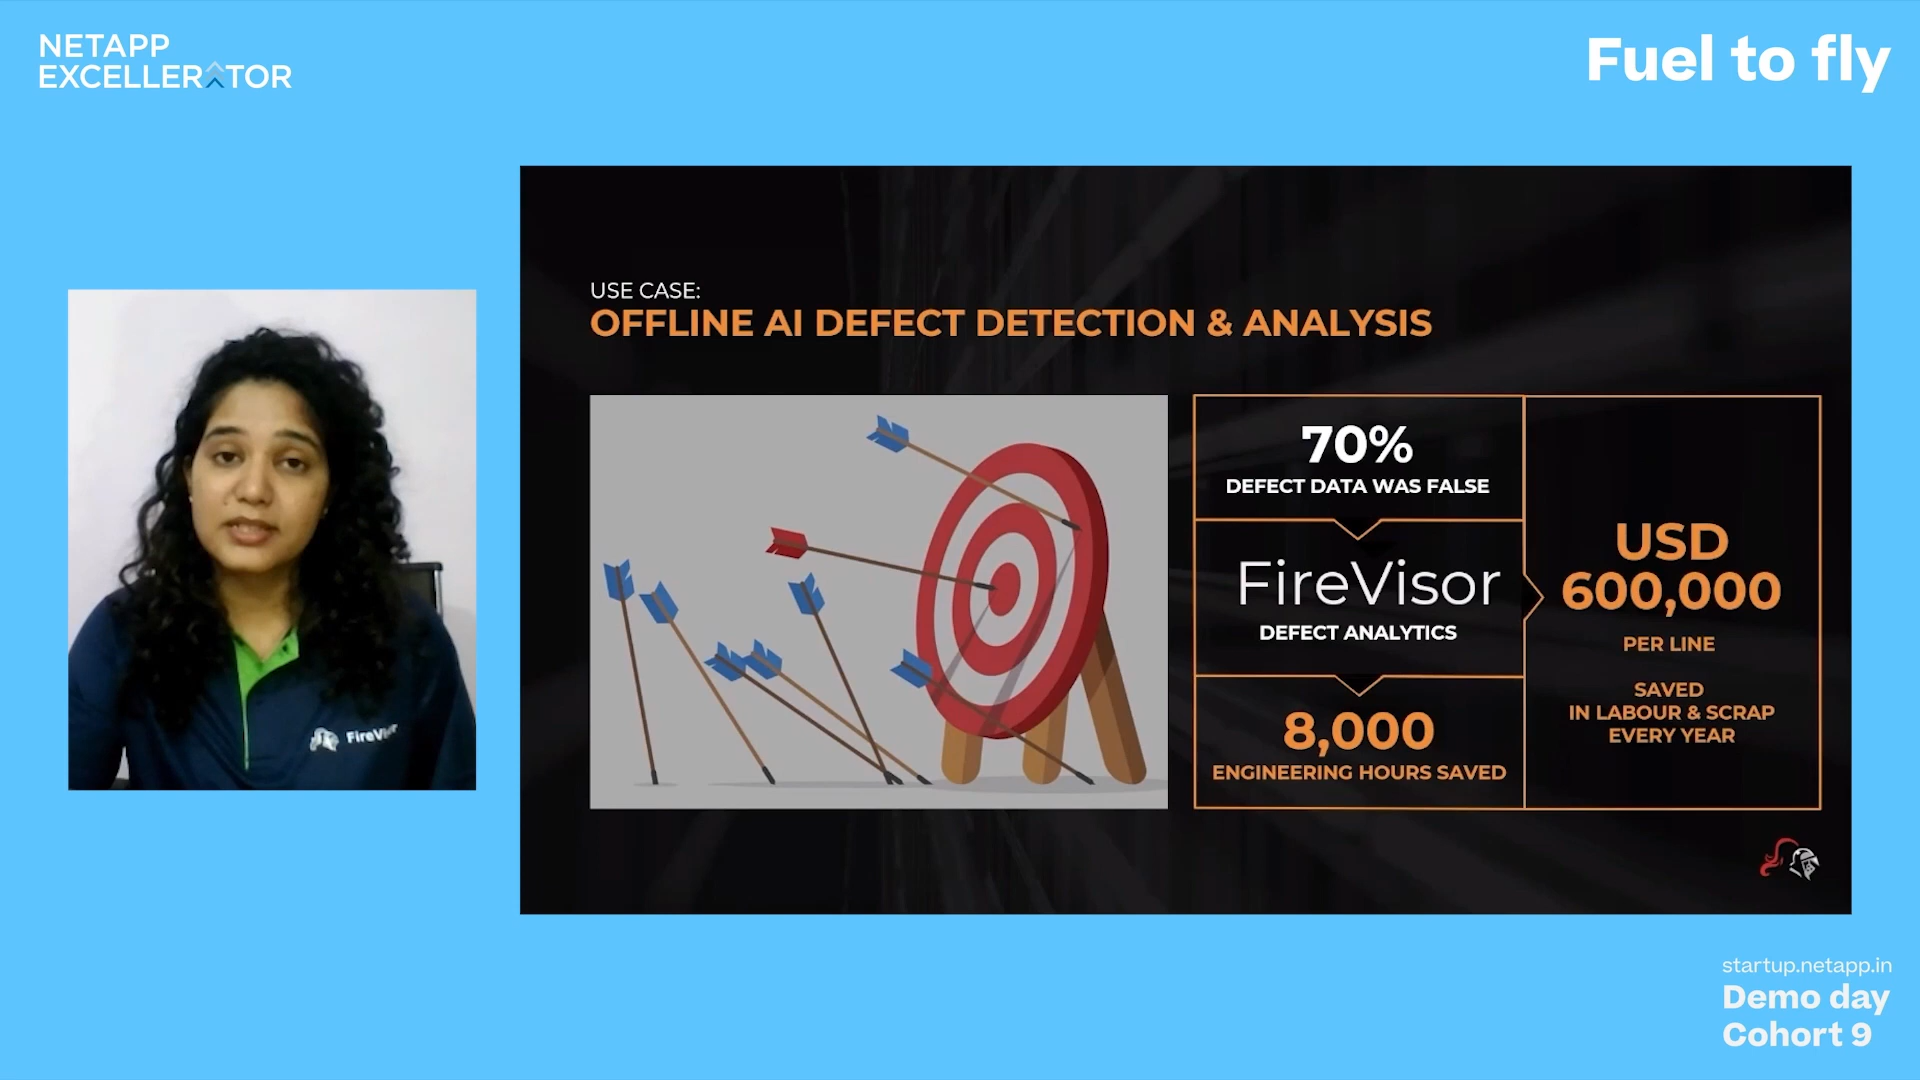 NETAPP
EXCELLERATOR
Fuel to fly
USE CASE:
OFFLINE AI DEFECT DETECTION & ANALYSIS
70%
DEFECT DATA WAS FALSE
FireVisor
DEFECT ANALYTICS
8,000
ENGINEERING HOURS SAVED
USD
600,000
PER LINE
SAVED
IN LABOUR & SCRAP
EVERY YEAR
FireVisor
startup.netapp.in
Demo day
Cohort 9